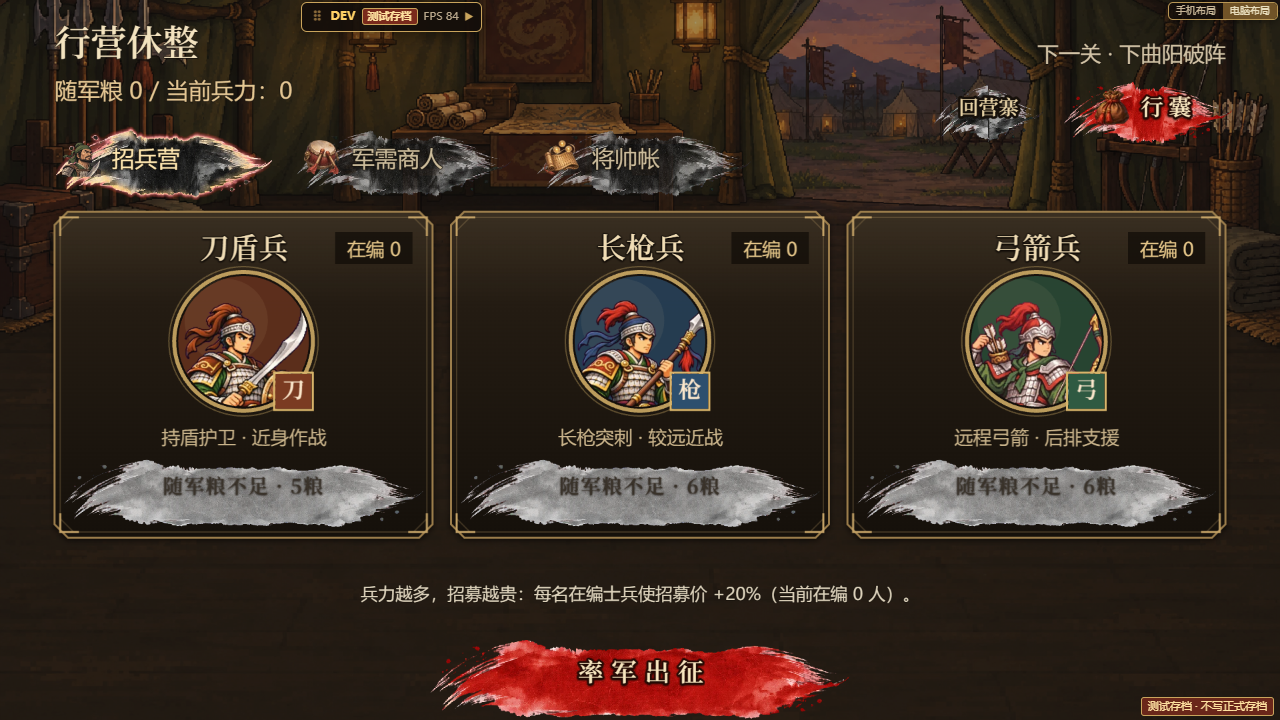 DEV 测试存档 FPS 84 ▶
手机布局 电脑布局
行营休整
下一关 · 下曲阳破阵
随军粮 0 / 当前兵力：0
回营寨 行囊
招兵营 军需商人 将帅帐
刀盾兵 在编 0
刀
持盾护卫 · 近身作战
随军粮不足 · 5粮
长枪兵 在编 0
枪
长枪突刺 · 较远近战
随军粮不足 · 6粮
弓箭兵 在编 0
弓
远程弓箭 · 后排支援
随军粮不足 · 6粮
兵力越多，招募越贵：每名在编士兵使招募价 +20%（当前在编 0 人）。
率军出征
测试存档 · 不写正式存档